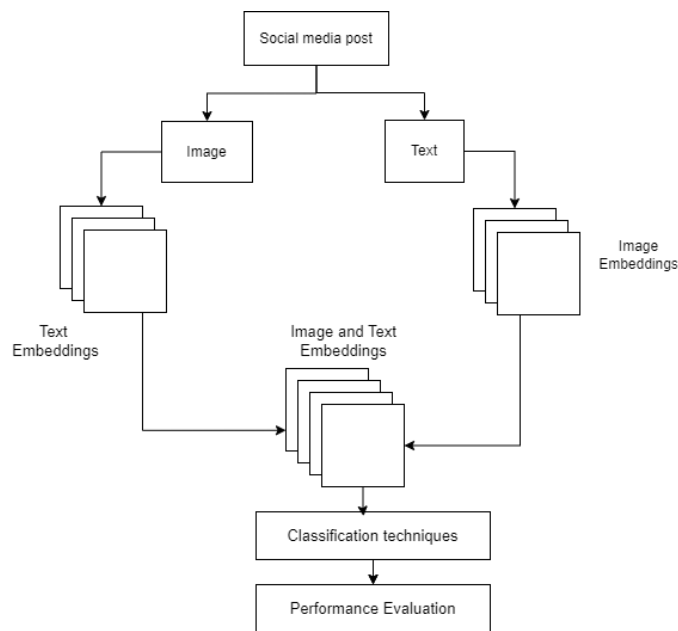 Social media post
Image
Text
Image
Embeddings
Text
Embeddings
Image and Text
Embeddings
Classification techniques
Performance Evaluation